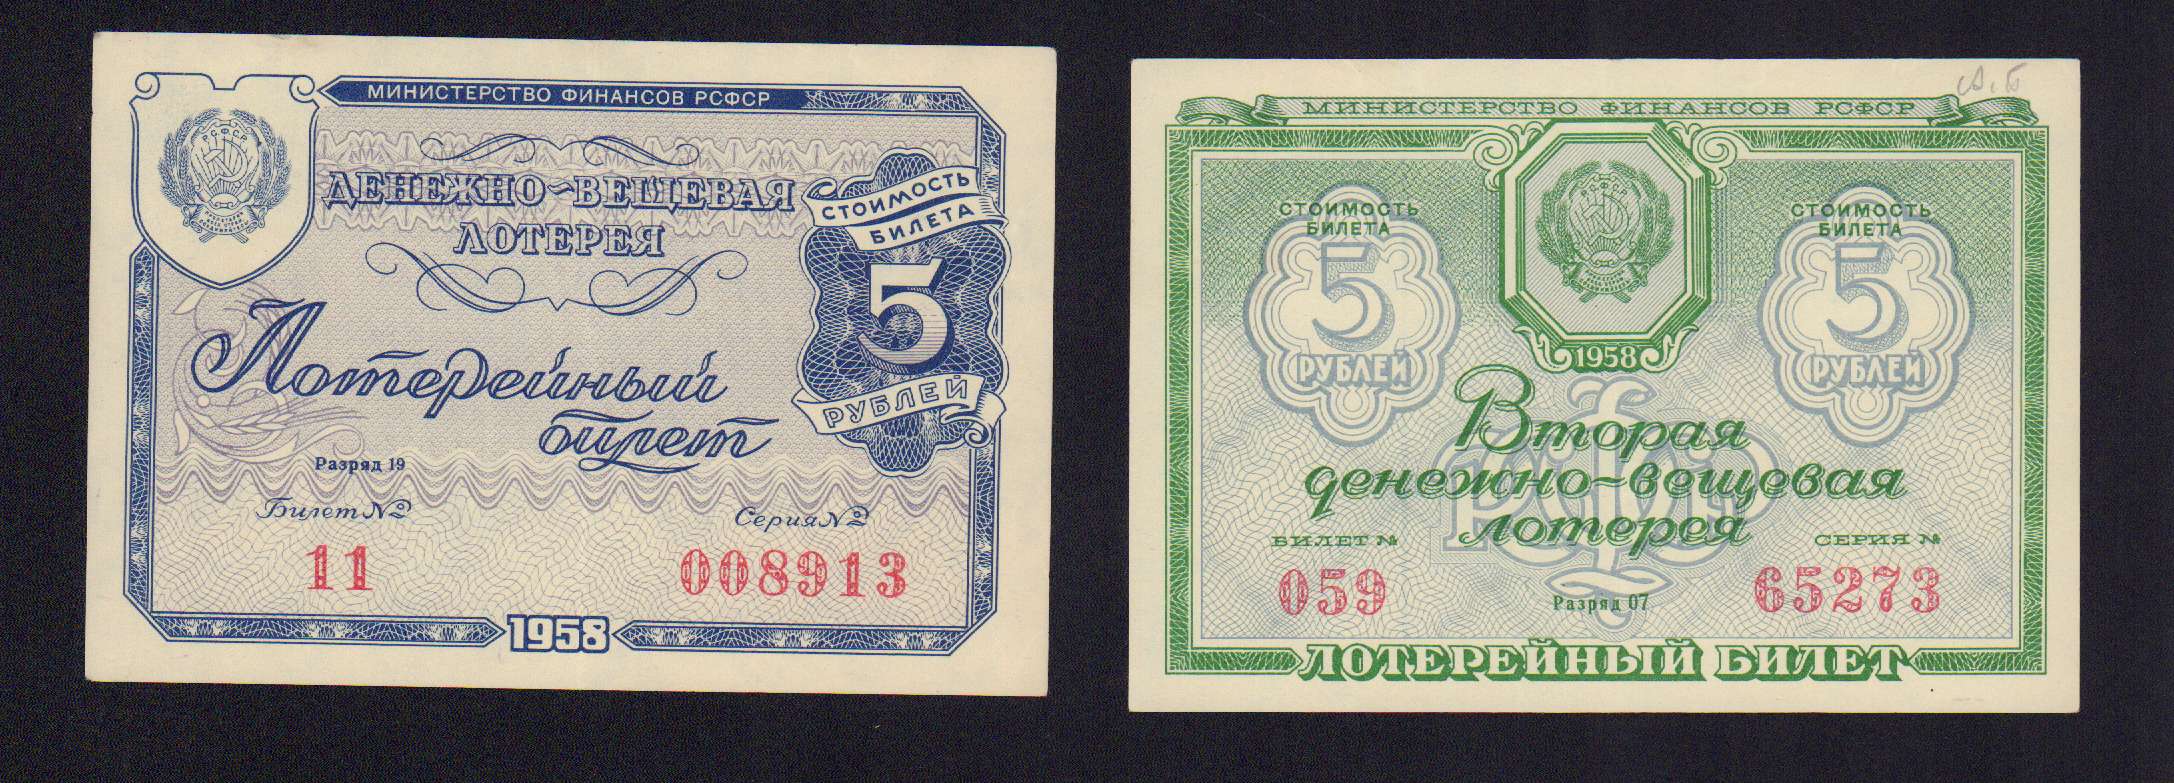 МИНИСТЕРСТВО ФИНАНСОВ РСФСР
РСФСР
ДЕНЕЖНО-ВЕЩЕВАЯ
ЛОТЕРЕЯ
СТОИМОСТЬ
БИЛЕТА
5
РУБЛЕЙ
Лотерейный
билет
Разряд 19
Билет №
Серия №
11
008913
1958
МИНИСТЕРСТВО ФИНАНСОВ РСФСР
РСФСР
СТОИМОСТЬ
БИЛЕТА
5
РУБЛЕЙ
СТОИМОСТЬ
БИЛЕТА
5
РУБЛЕЙ
1958
Вторая
денежно-вещевая
лотерея
БИЛЕТ №
СЕРИЯ №
059
65273
Разряд 07
ЛОТЕРЕЙНЫЙ БИЛЕТ